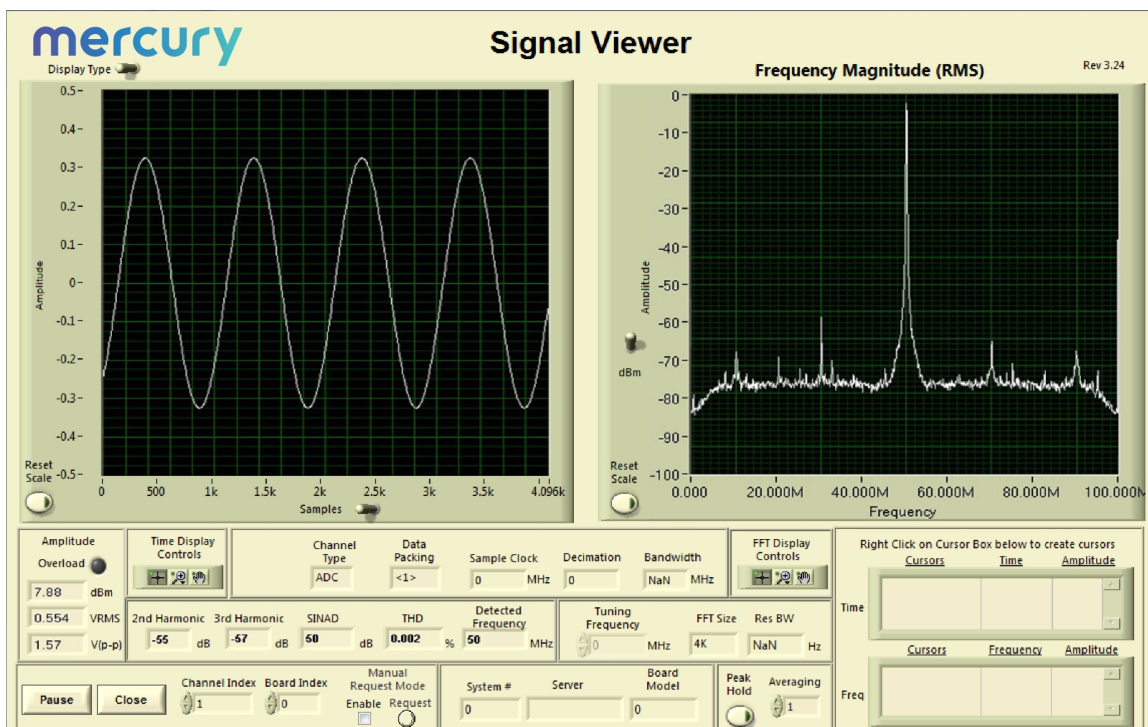 mercury
Signal Viewer
Display Type
Frequency Magnitude (RMS)
Rev 3.24
0.5
0.4
0.3
0.2
0.1
0
-0.1
-0.2
-0.3
-0.4
-0.5
Amplitude
Reset
Scale
0 500 1k 1.5k 2k 2.5k 3k 3.5k 4.096k
Samples
0
-10
-20
-30
-40
-50
-60
-70
-80
-90
-100
Amplitude
dBm
Reset
Scale
0.000 20.000M 40.000M 60.000M 80.000M 100.000M
Frequency
Amplitude
Overload
7.88 dBm
0.554 VRMS
1.57 V(p-p)
Time Display
Controls
Channel
Type
ADC
Data
Packing
<1>
Sample Clock
0 MHz
Decimation
0
Bandwidth
NaN MHz
FFT Display
Controls
2nd Harmonic
-55 dB
3rd Harmonic
-57 dB
SINAD
50 dB
THD
0.002 %
Detected
Frequency
50 MHz
Tuning
Frequency
0 MHz
FFT Size
4K
Res BW
NaN Hz
Right Click on Cursor Box below to create cursors
Cursors Time Amplitude
Time
Cursors Frequency Amplitude
Freq
Pause
Close
Channel Index
1
Board Index
0
Manual
Request Mode
Enable Request
System #
0
Server
Board
Model
0
Peak
Hold
Averaging
1